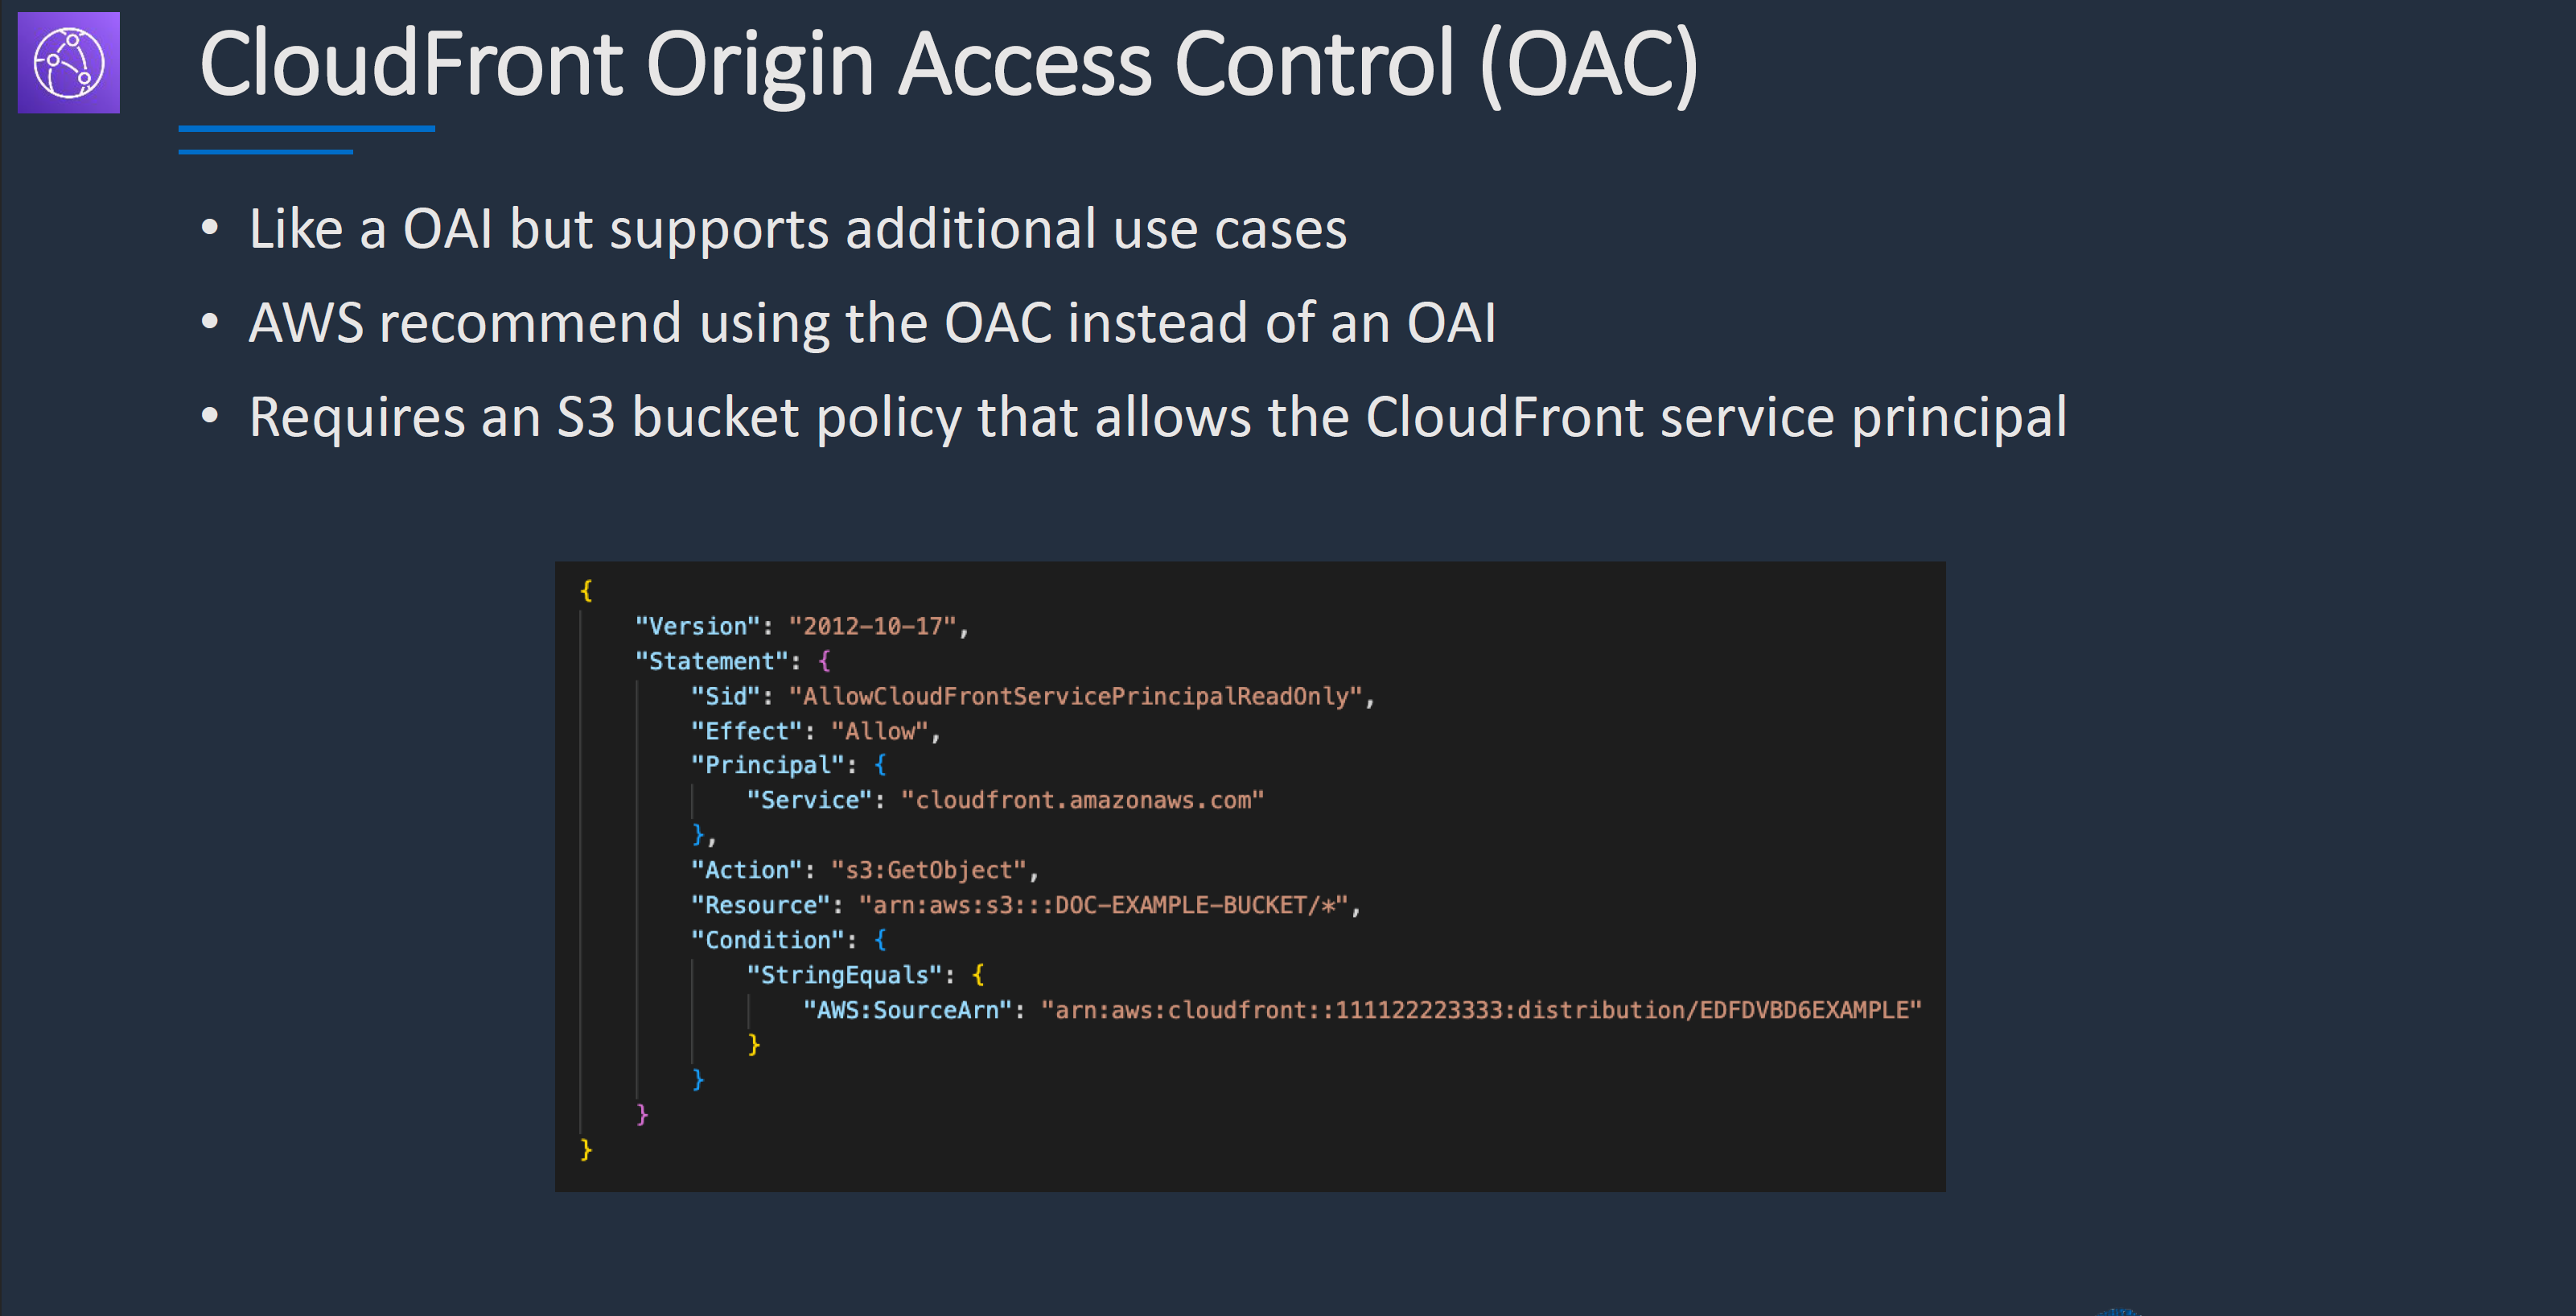 CloudFront Origin Access Control (OAC)
• Like a OAI but supports additional use cases
• AWS recommend using the OAC instead of an OAI
• Requires an S3 bucket policy that allows the CloudFront service principal
{
    "Version": "2012-10-17",
    "Statement": {
        "Sid": "AllowCloudFrontServicePrincipalReadOnly",
        "Effect": "Allow",
        "Principal": {
            "Service": "cloudfront.amazonaws.com"
        },
        "Action": "s3:GetObject",
        "Resource": "arn:aws:s3:::DOC-EXAMPLE-BUCKET/*",
        "Condition": {
            "StringEquals": {
                "AWS:SourceArn": "arn:aws:cloudfront::111122223333:distribution/EDFDVBD6EXAMPLE"
            }
        }
    }
}